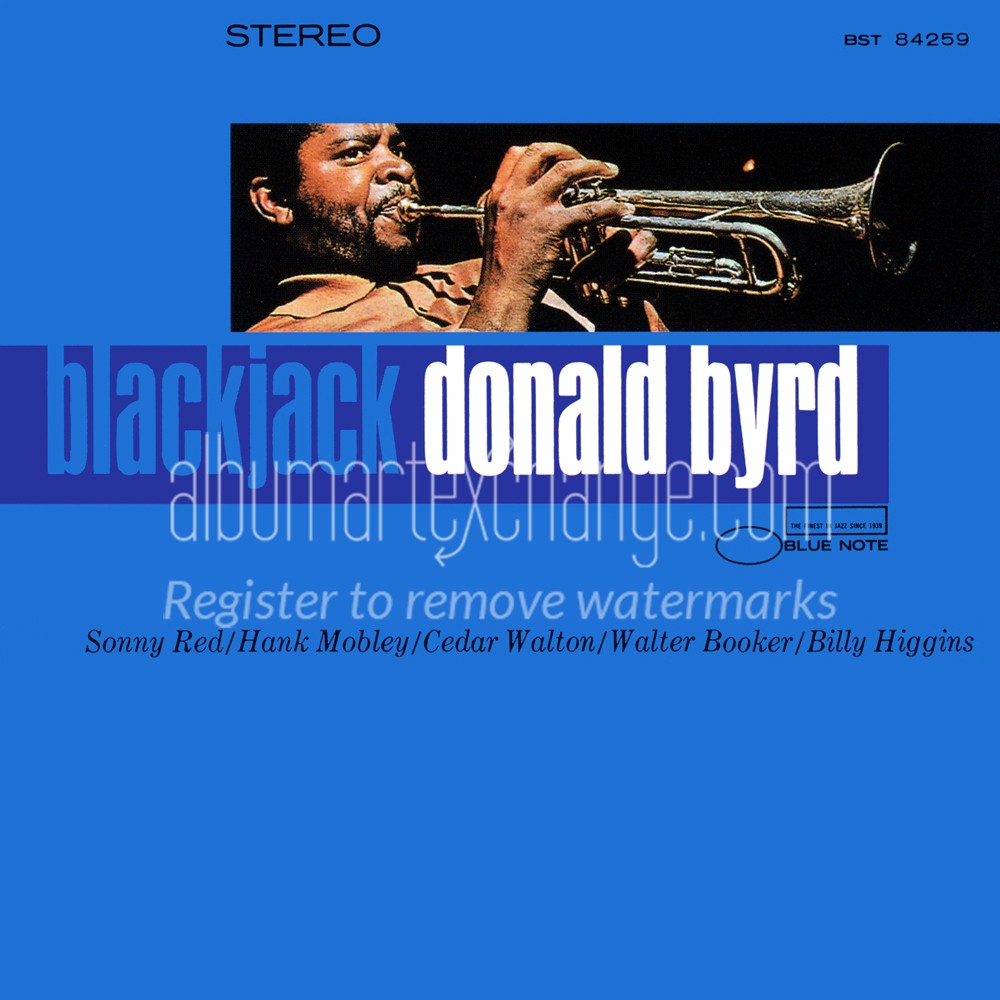 STEREO
BST 84259
blackjack donald byrd
albumartexchange.com
THE FINEST IN JAZZ SINCE 1939
BLUE NOTE
Register to remove watermarks
Sonny Red/Hank Mobley/Cedar Walton/Walter Booker/Billy Higgins